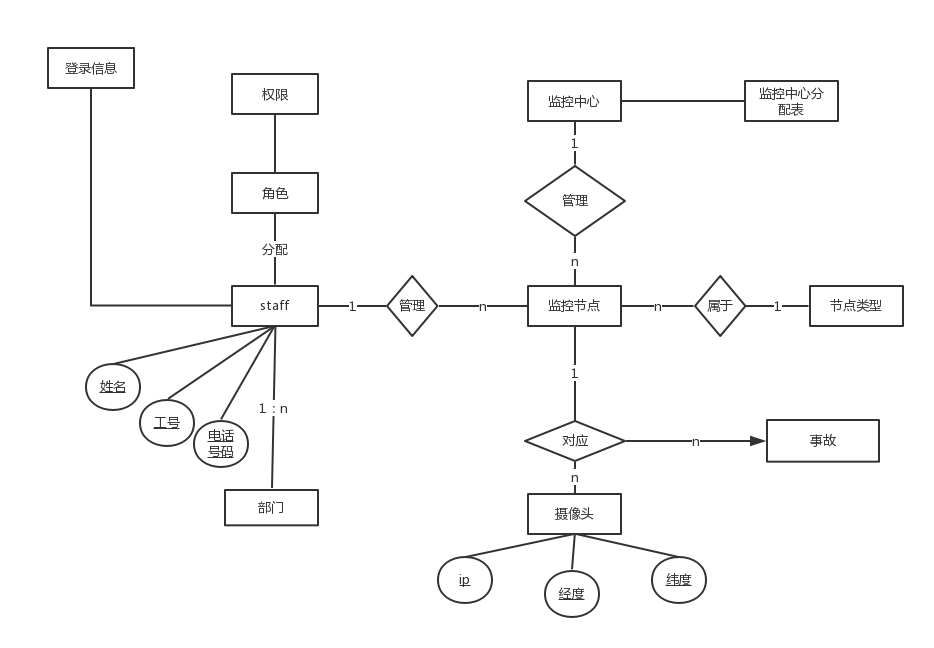 登录信息
权限
监控中心
监控中心分
配表
1
角色
管理
分配
n
staff
1
管理
n
监控节点
n
属于
1
节点类型
1
姓名
工号
1：n
电话
号码
对应
n
事故
n
部门
摄像头
ip
经度
纬度